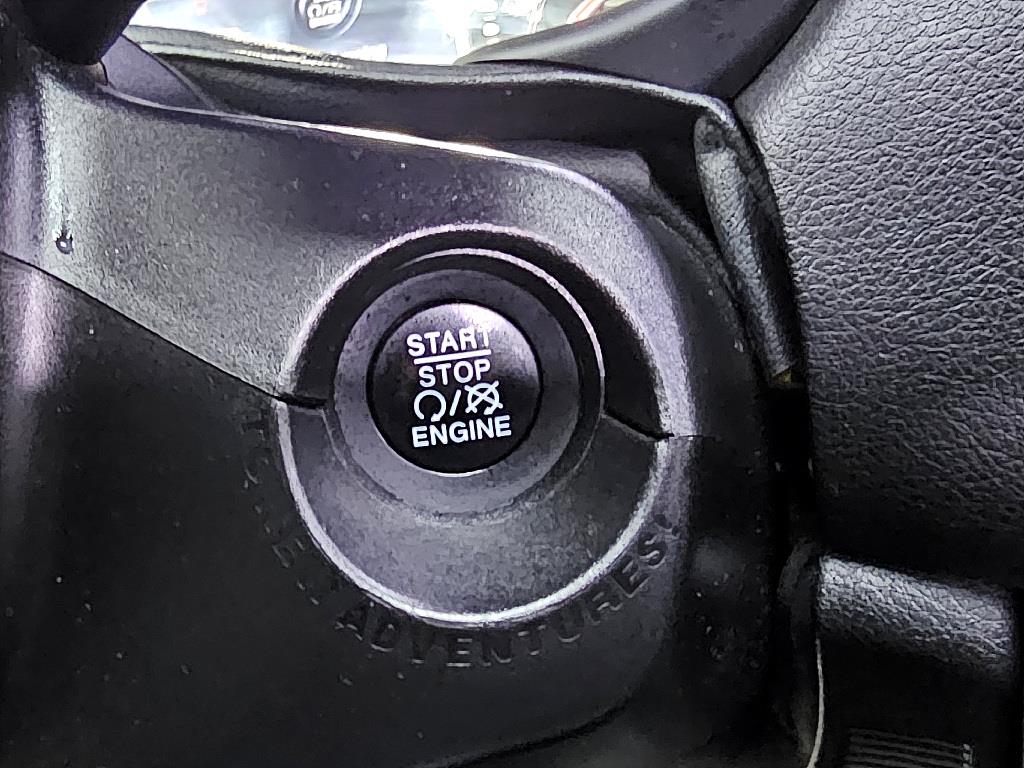 START
STOP
/
ENGINE
ADVENTURES!